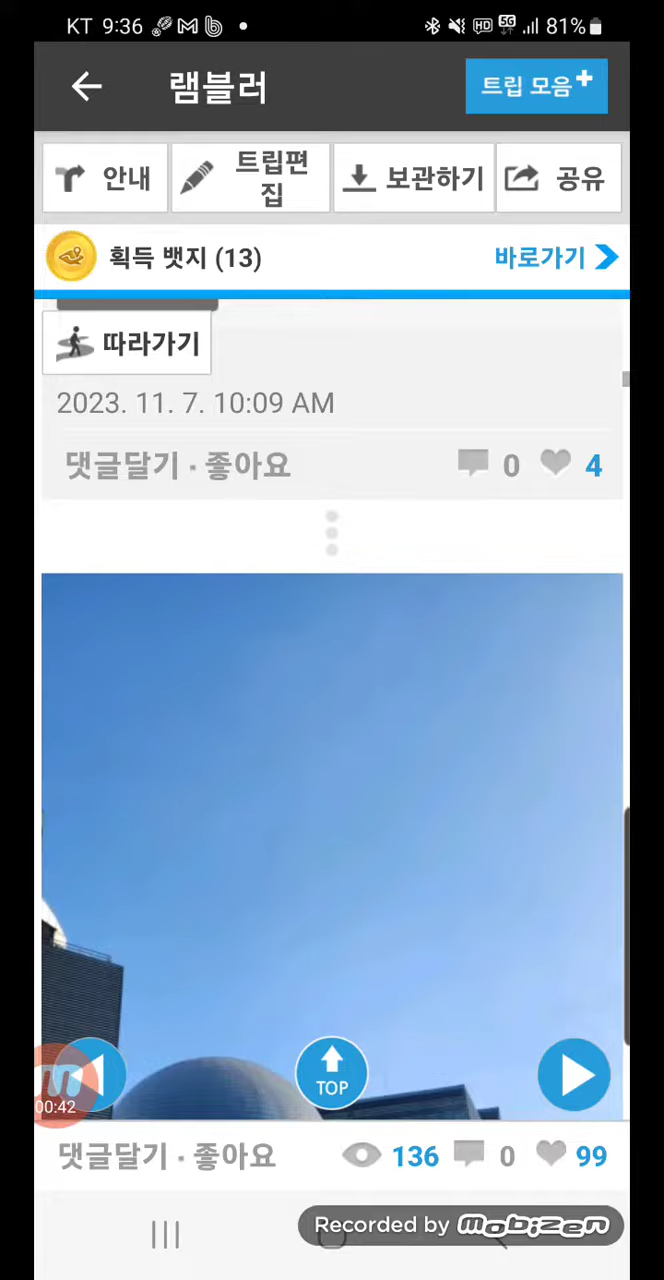 KT 9:36
HD 5G 81%
램블러
트립 모음+
안내
트립편
집
보관하기
공유
획득 뱃지 (13)
바로가기
따라가기
2023. 11. 7. 10:09 AM
댓글달기 · 좋아요 0 4
TOP
00:42
댓글달기 · 좋아요 136 0 99
Recorded by mobizen